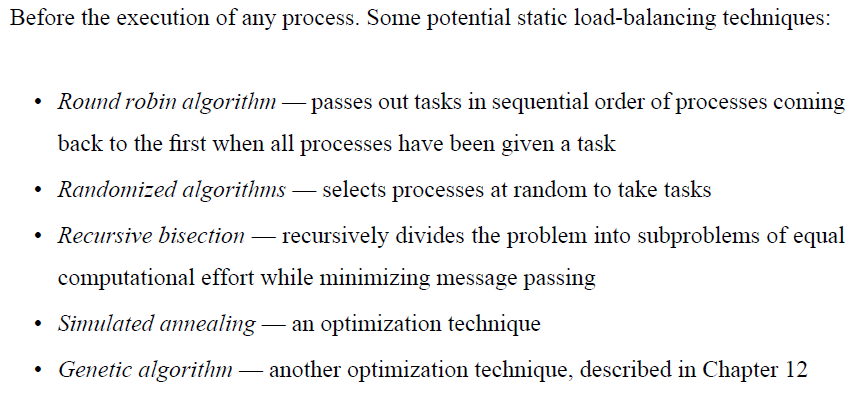 Before the execution of any process. Some potential static load-balancing techniques:
• Round robin algorithm — passes out tasks in sequential order of processes coming
back to the first when all processes have been given a task
• Randomized algorithms — selects processes at random to take tasks
• Recursive bisection — recursively divides the problem into subproblems of equal
computational effort while minimizing message passing
• Simulated annealing — an optimization technique
• Genetic algorithm — another optimization technique, described in Chapter 12